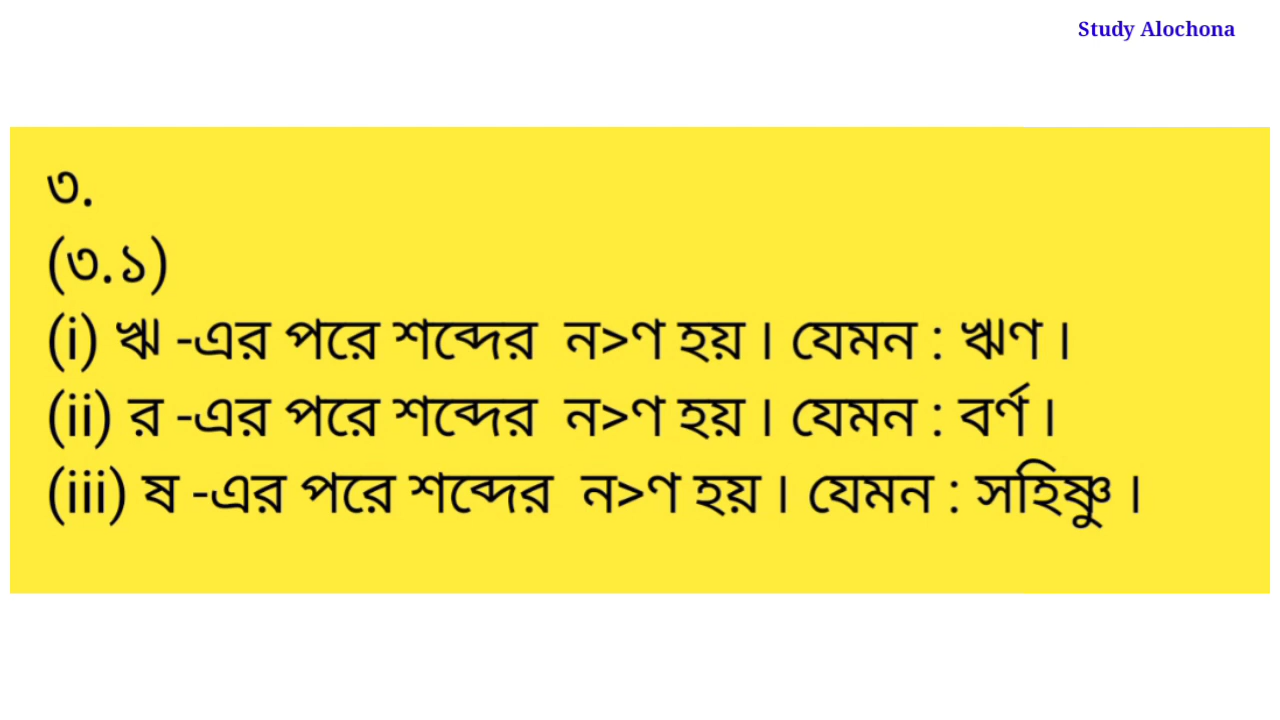 Study Alochona
৩.
(৩.১)
(i) ঋ -এর পরে শব্দের ন>ণ হয় । যেমন : ঋণ ।
(ii) র -এর পরে শব্দের ন>ণ হয় । যেমন : বর্ণ ।
(iii) ষ -এর পরে শব্দের ন>ণ হয় । যেমন : সহিষ্ণু ।